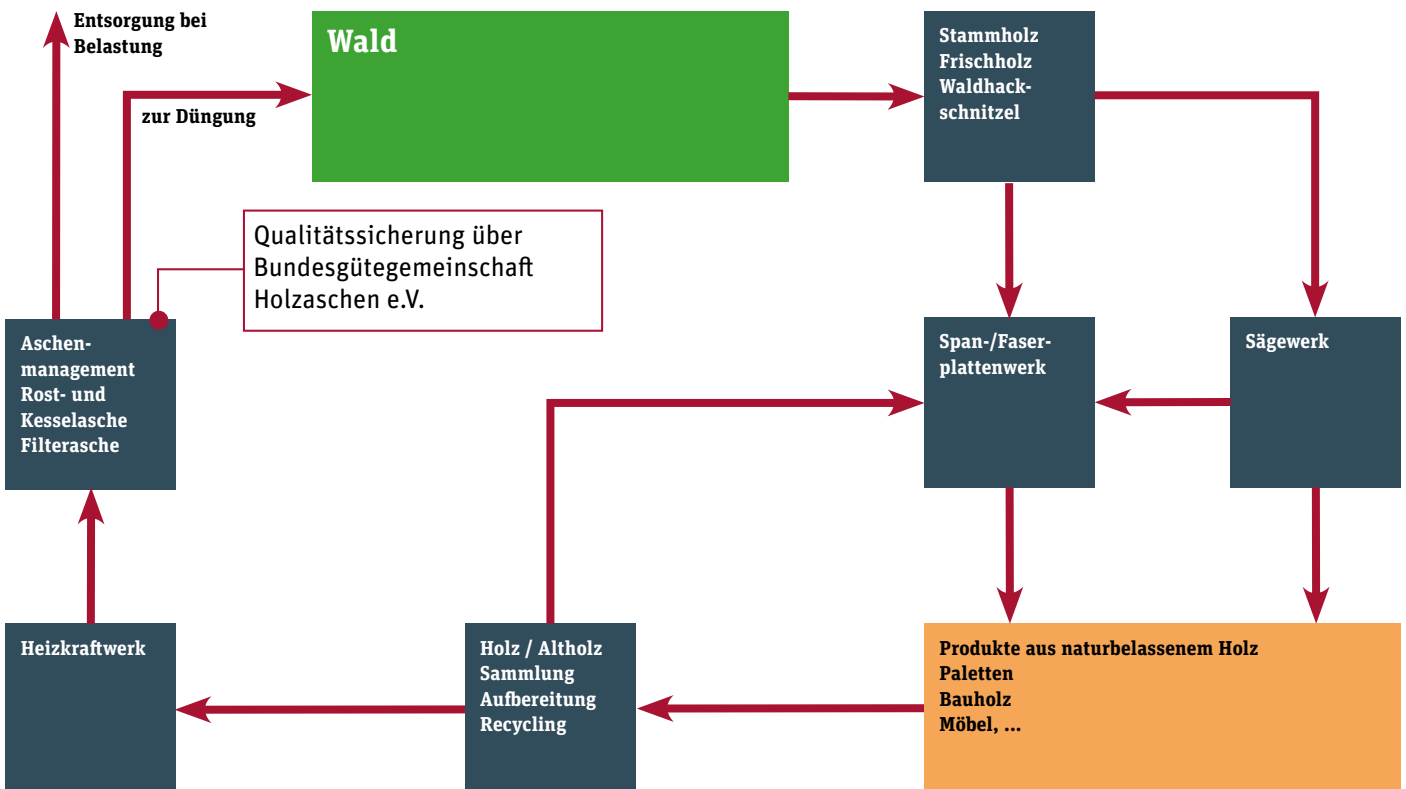 Entsorgung bei
Belastung
zur Düngung
Wald
Stammholz
Frischholz
Waldhack-
schnitzel
Qualitätssicherung über
Bundesgütegemeinschaft
Holzaschen e.V.
Aschen-
management
Rost- und
Kesselasche
Filterasche
Span-/Faser-
plattenwerk
Sägewerk
Heizkraftwerk
Holz / Altholz
Sammlung
Aufbereitung
Recycling
Produkte aus naturbelassenem Holz
Paletten
Bauholz
Möbel, ...